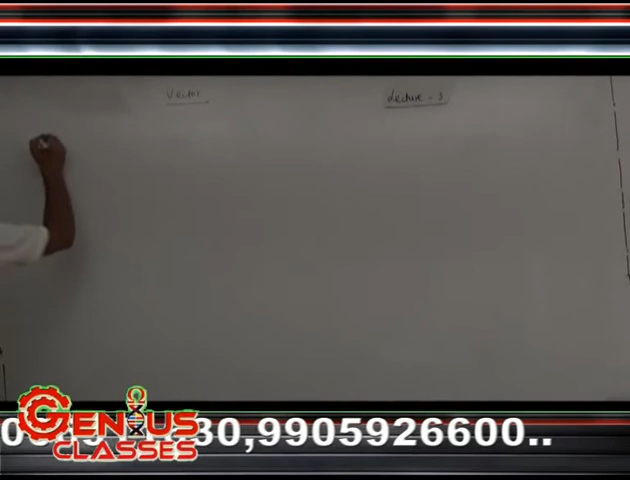 Vector
Lecture - 3
30,9905926600..
GENIUS
CLASSES